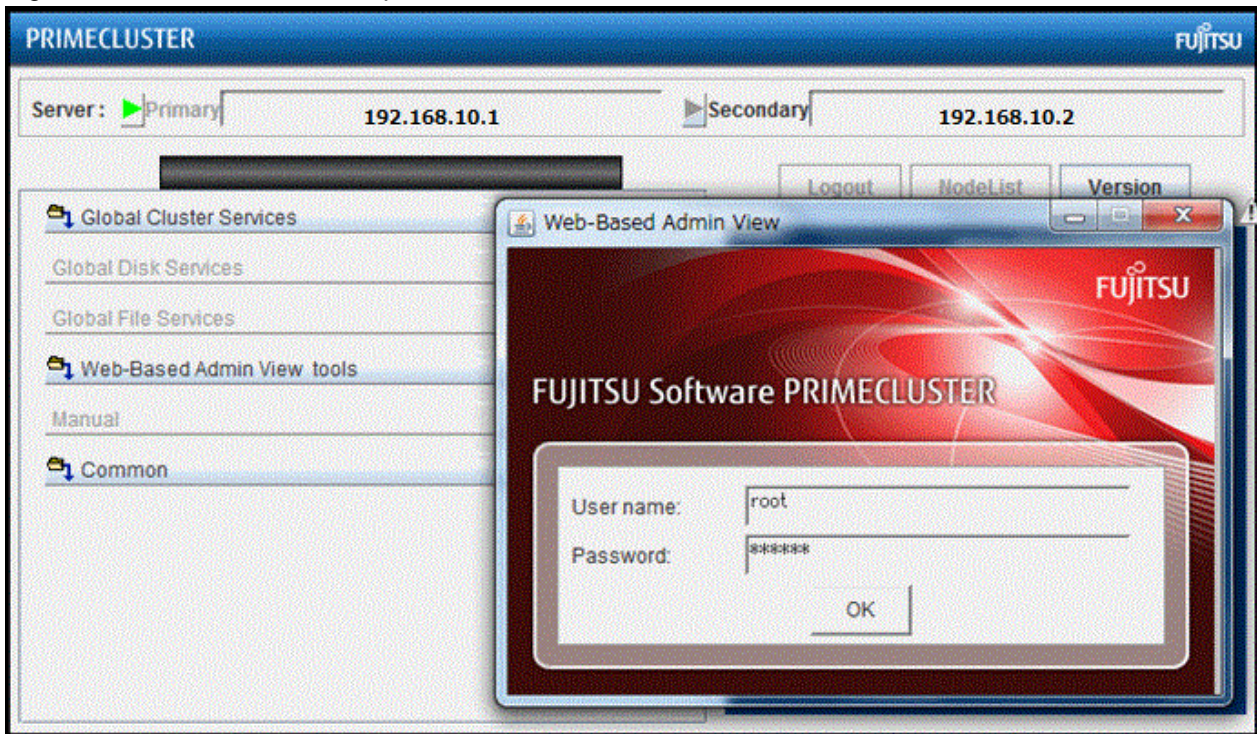 PRIMECLUSTER FUJITSU
Server : Primary 192.168.10.1 Secondary 192.168.10.2
Logout NodeList Version
Global Cluster Services
Global Disk Services
Global File Services
Web-Based Admin View tools
Manual
Common
Web-Based Admin View
FUJITSU
FUJITSU Software PRIMECLUSTER
User name: root
Password: ******
OK